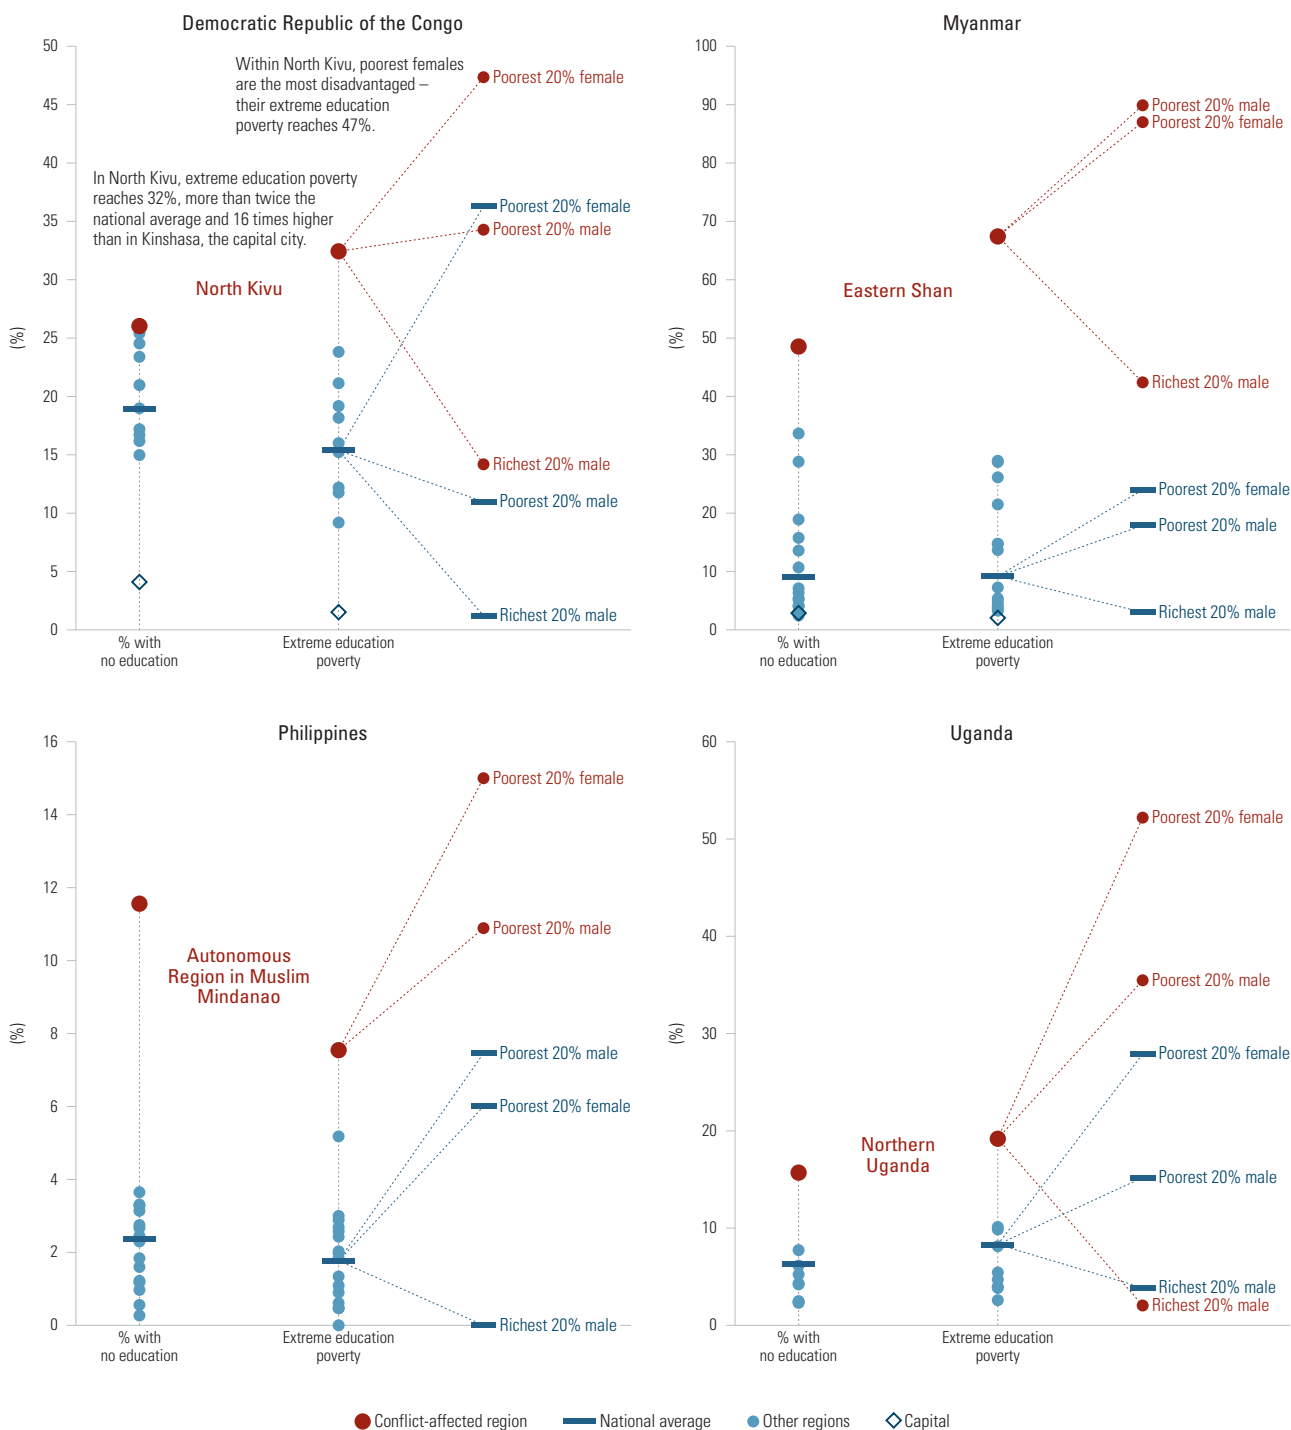 Democratic Republic of the Congo
50
45
40
35
30
25
20
15
10
5
0
(%)
Within North Kivu, poorest females
are the most disadvantaged –
their extreme education
poverty reaches 47%.
In North Kivu, extreme education poverty
reaches 32%, more than twice the
national average and 16 times higher
than in Kinshasa, the capital city.
North Kivu
Poorest 20% female
Poorest 20% female
Poorest 20% male
Richest 20% male
Poorest 20% male
Richest 20% male
% with
no education
Extreme education
poverty
Myanmar
100
90
80
70
60
50
40
30
20
10
0
(%)
Eastern Shan
Poorest 20% male
Poorest 20% female
Richest 20% male
Poorest 20% female
Poorest 20% male
Richest 20% male
% with
no education
Extreme education
poverty
Philippines
16
14
12
10
8
6
4
2
0
(%)
Autonomous
Region in Muslim
Mindanao
Poorest 20% female
Poorest 20% male
Poorest 20% male
Poorest 20% female
Richest 20% male
% with
no education
Extreme education
poverty
Uganda
60
50
40
30
20
10
0
(%)
Northern
Uganda
Poorest 20% female
Poorest 20% male
Poorest 20% female
Poorest 20% male
Richest 20% male
Richest 20% male
% with
no education
Extreme education
poverty
Conflict-affected region
National average
Other regions
Capital